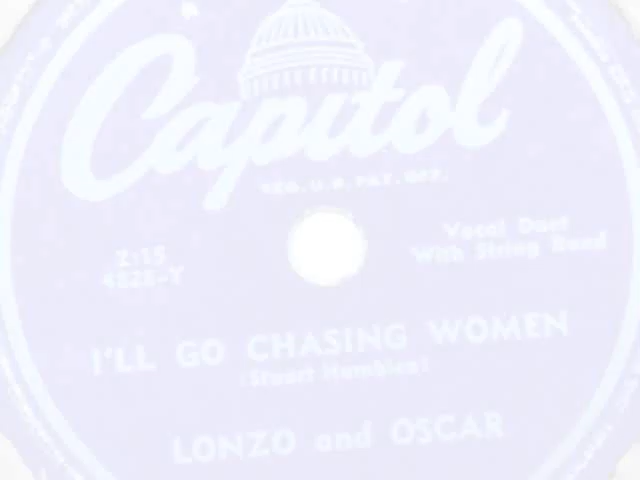 Capitol
REG. U.S. PAT. OFF.
2:15
Vocal Duet
With String Band
I'LL GO CHASING WOMEN
(Stuart Hamblen)
LONZO and OSCAR